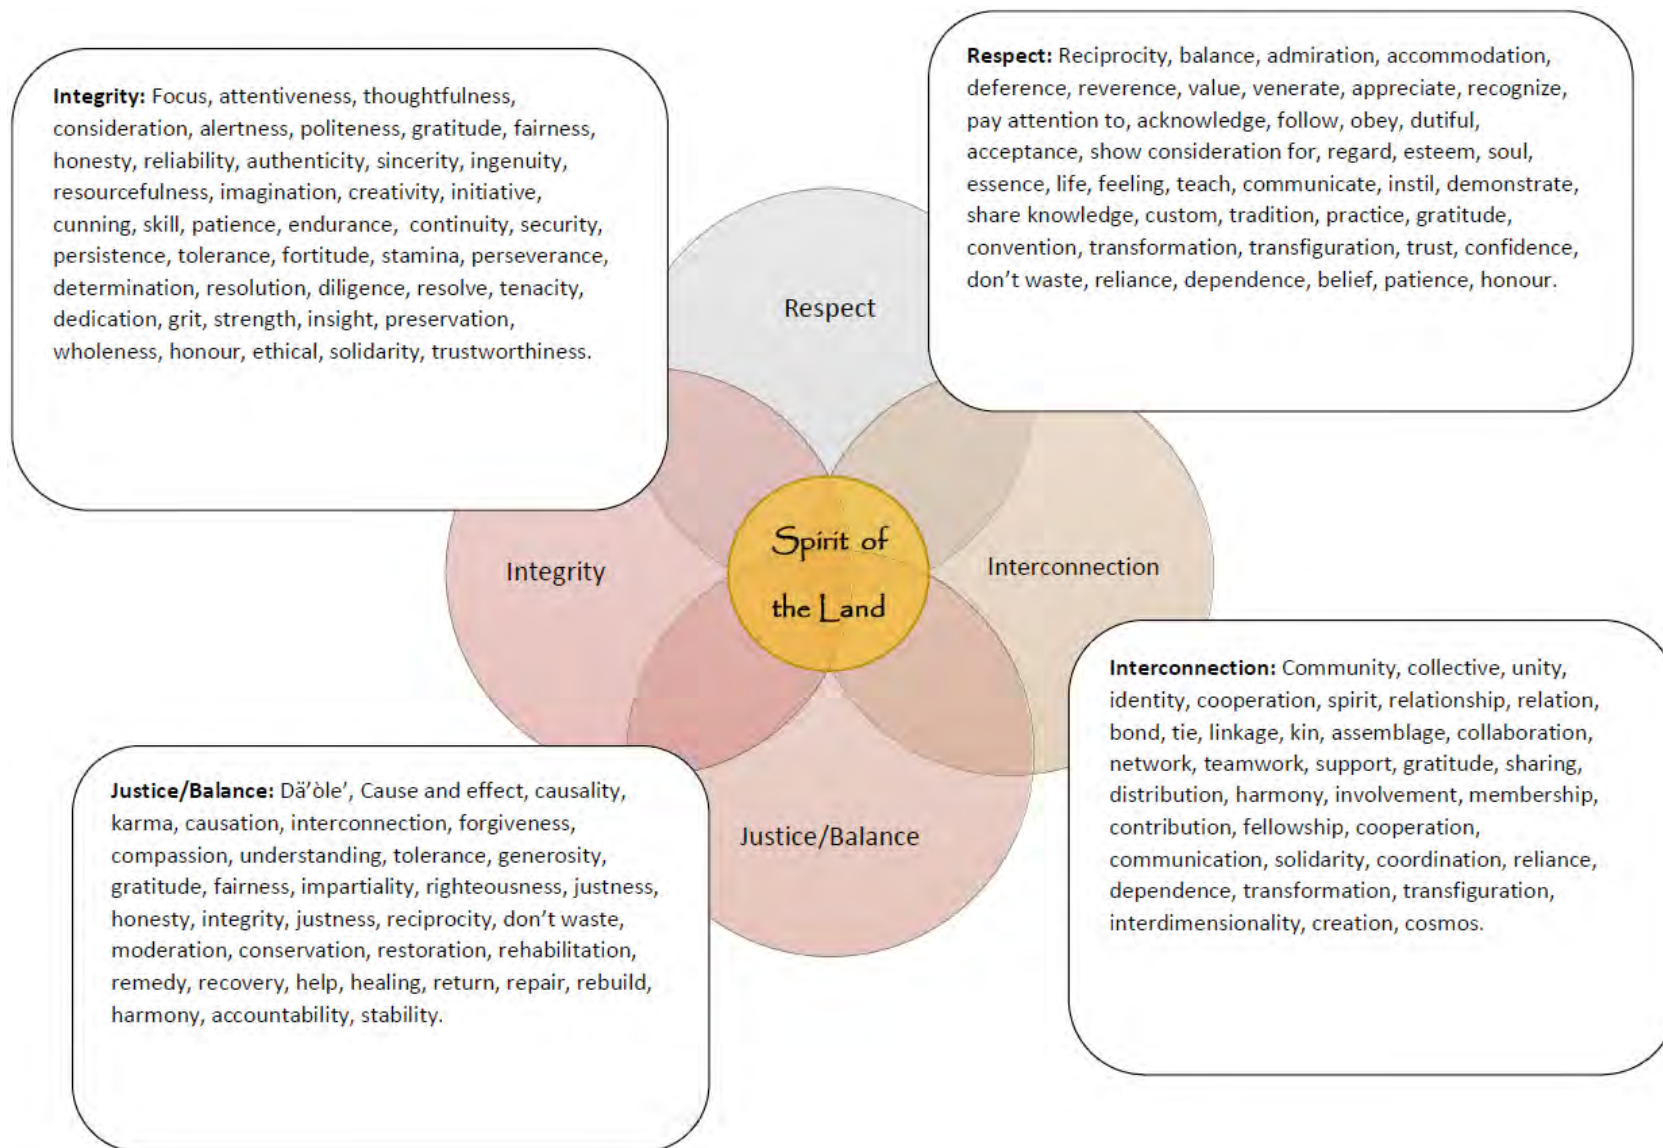 Integrity: Focus, attentiveness, thoughtfulness,
consideration, alertness, politeness, gratitude, fairness,
honesty, reliability, authenticity, sincerity, ingenuity,
resourcefulness, imagination, creativity, initiative,
cunning, skill, patience, endurance, continuity, security,
persistence, tolerance, fortitude, stamina, perseverance,
determination, resolution, diligence, resolve, tenacity,
dedication, grit, strength, insight, preservation,
wholeness, honour, ethical, solidarity, trustworthiness.
Respect: Reciprocity, balance, admiration, accommodation,
deference, reverence, value, venerate, appreciate, recognize,
pay attention to, acknowledge, follow, obey, dutiful,
acceptance, show consideration for, regard, esteem, soul,
essence, life, feeling, teach, communicate, instil, demonstrate,
share knowledge, custom, tradition, practice, gratitude,
convention, transformation, transfiguration, trust, confidence,
don't waste, reliance, dependence, belief, patience, honour.
Respect
Integrity
Spirit of
the Land
Interconnection
Justice/Balance
Interconnection: Community, collective, unity,
identity, cooperation, spirit, relationship, relation,
bond, tie, linkage, kin, assemblage, collaboration,
network, teamwork, support, gratitude, sharing,
distribution, harmony, involvement, membership,
contribution, fellowship, cooperation,
communication, solidarity, coordination, reliance,
dependence, transformation, transfiguration,
interdimensionality, creation, cosmos.
Justice/Balance: Dä'òle', Cause and effect, causality,
karma, causation, interconnection, forgiveness,
compassion, understanding, tolerance, generosity,
gratitude, fairness, impartiality, righteousness, justness,
honesty, integrity, justness, reciprocity, don't waste,
moderation, conservation, restoration, rehabilitation,
remedy, recovery, help, healing, return, repair, rebuild,
harmony, accountability, stability.